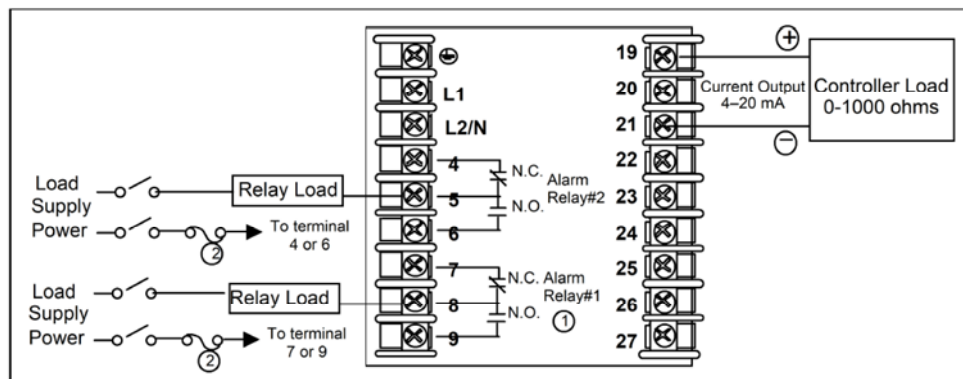 L1
L2/N
4
5
6
7
8
9
N.C.
Alarm
Relay#2
N.O.
N.C. Alarm
Relay#1
N.O.
1
19
20
21
22
23
24
25
26
27
+
Current Output
4–20 mA
−
Controller Load
0-1000 ohms
Load
Supply
Power
Relay Load
To terminal
4 or 6
2
Load
Supply
Power
Relay Load
To terminal
7 or 9
2